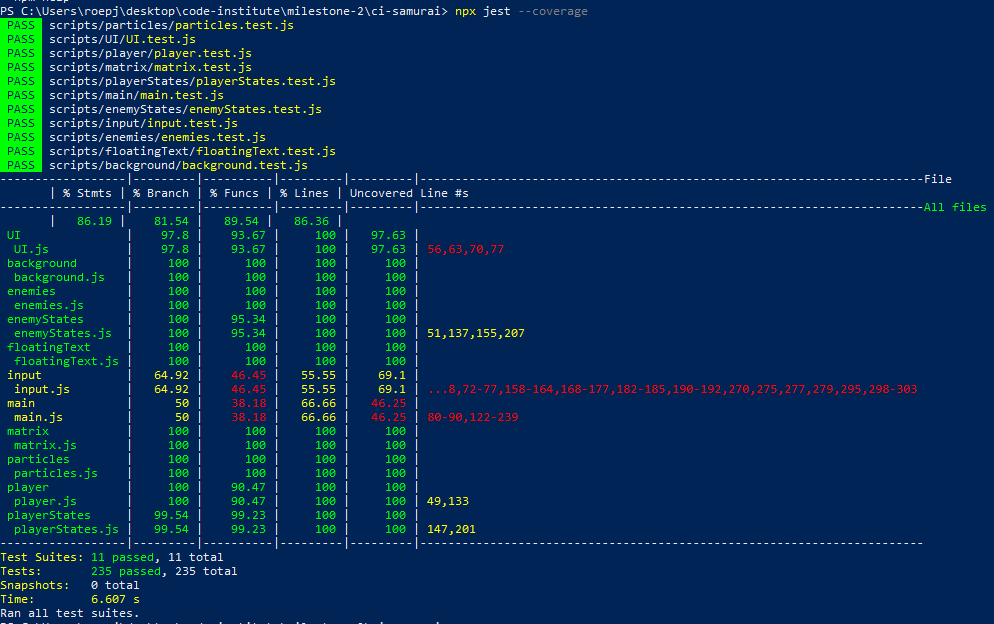 PS C:\Users\roepj\desktop\code-institute\milestone-2\ci-samurai> npx jest --coverage
PASS scripts/particles/particles.test.js
PASS scripts/UI/UI.test.js
PASS scripts/player/player.test.js
PASS scripts/matrix/matrix.test.js
PASS scripts/playerStates/playerStates.test.js
PASS scripts/main/main.test.js
PASS scripts/enemyStates/enemyStates.test.js
PASS scripts/input/input.test.js
PASS scripts/enemies/enemies.test.js
PASS scripts/floatingText/floatingText.test.js
PASS scripts/background/background.test.js
------------------|---------|----------|---------|---------|------------------------------------------------------------------------File
| % Stmts | % Branch | % Funcs | % Lines | Uncovered Line #s
------------------|---------|----------|---------|---------|------------------------------------------------------------------------All files
| 86.19 | 81.54 | 89.54 | 86.36 |
UI | 97.8 | 93.67 | 100 | 97.63 |
UI.js | 97.8 | 93.67 | 100 | 97.63 | 56,63,70,77
background | 100 | 100 | 100 | 100 |
background.js | 100 | 100 | 100 | 100 |
enemies | 100 | 100 | 100 | 100 |
enemies.js | 100 | 100 | 100 | 100 |
enemyStates | 100 | 95.34 | 100 | 100 |
enemyStates.js | 100 | 95.34 | 100 | 100 | 51,137,155,207
floatingText | 100 | 100 | 100 | 100 |
floatingText.js | 100 | 100 | 100 | 100 |
input | 64.92 | 46.45 | 55.55 | 69.1 |
input.js | 64.92 | 46.45 | 55.55 | 69.1 | ...8,72-77,158-164,168-177,182-185,190-192,270,275,277,279,295,298-303
main | 50 | 38.18 | 66.66 | 46.25 |
main.js | 50 | 38.18 | 66.66 | 46.25 | 80-90,122-239
matrix | 100 | 100 | 100 | 100 |
matrix.js | 100 | 100 | 100 | 100 |
particles | 100 | 100 | 100 | 100 |
particles.js | 100 | 100 | 100 | 100 |
player | 100 | 90.47 | 100 | 100 |
player.js | 100 | 90.47 | 100 | 100 | 49,133
playerStates | 99.54 | 99.23 | 100 | 100 |
playerStates.js | 99.54 | 99.23 | 100 | 100 | 147,201
------------------|---------|----------|---------|---------|------------------------------------------------------------------------
Test Suites: 11 passed, 11 total
Tests: 235 passed, 235 total
Snapshots: 0 total
Time: 6.607 s
Ran all test suites.